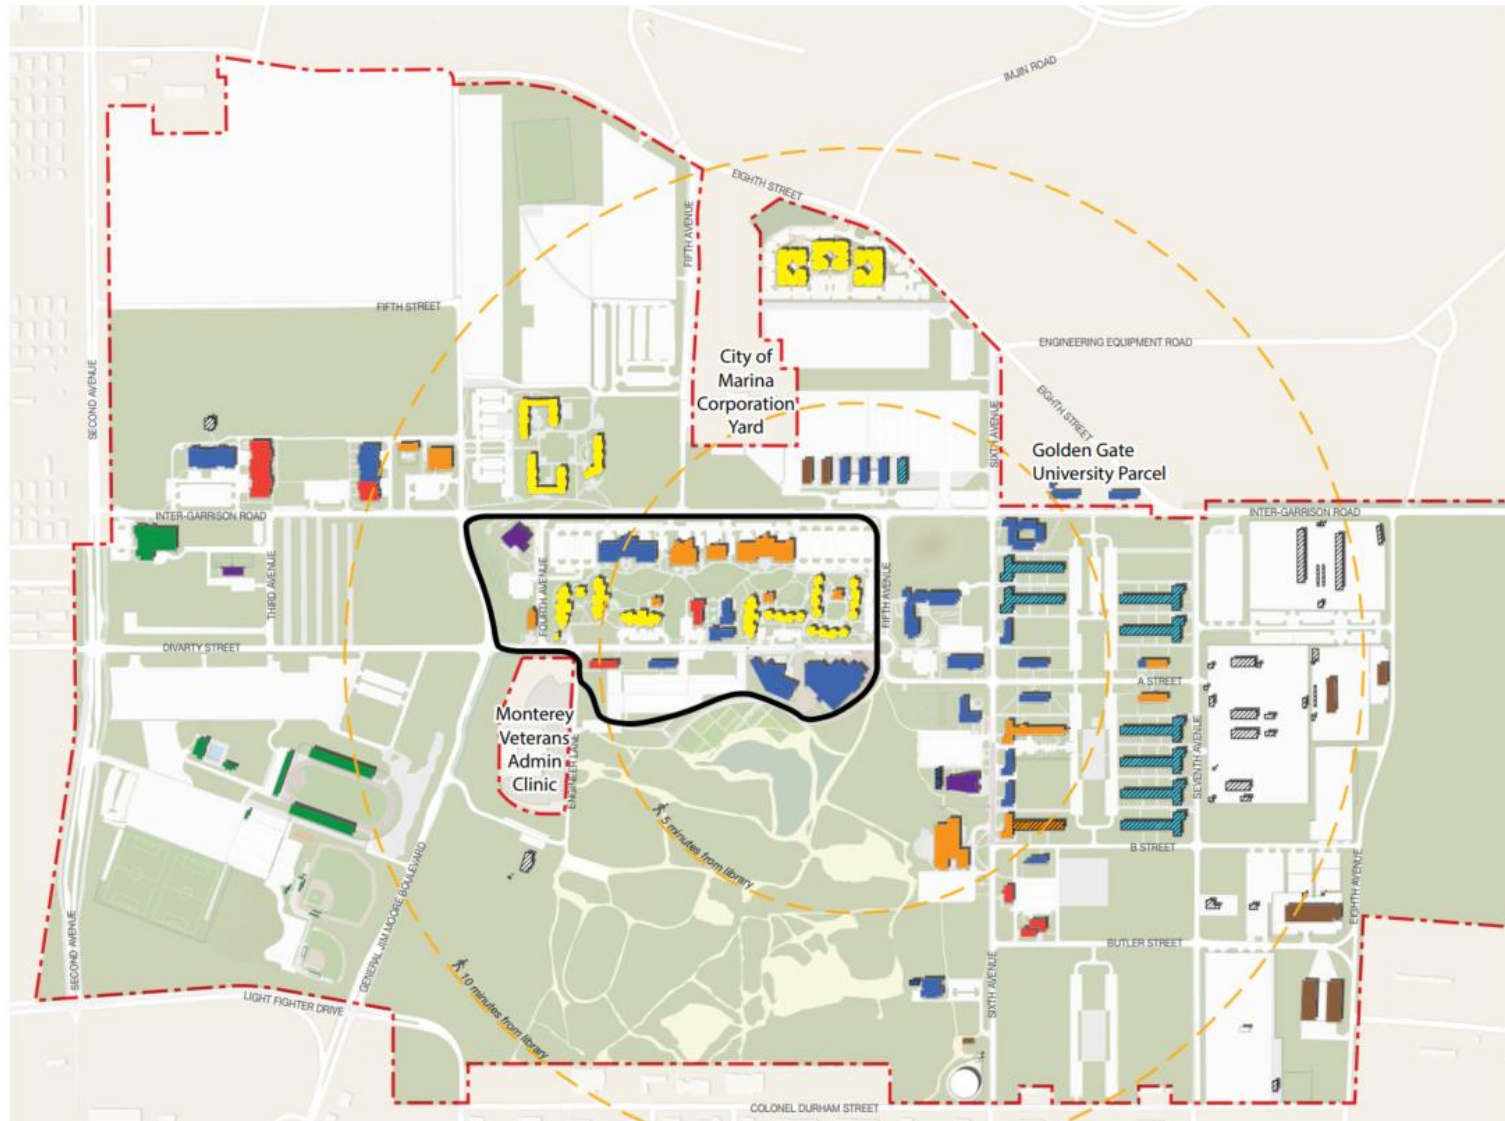 IMJIN ROAD
EIGHTH STREET
FIFTH AVENUE
FIFTH STREET
ENGINEERING EQUIPMENT ROAD
SECOND AVENUE
City of
Marina
Corporation
Yard
EIGHTH STREET
SIXTH AVENUE
Golden Gate
University Parcel
INTER-GARRISON ROAD
INTER-GARRISON ROAD
THIRD AVENUE
FOURTH AVENUE
FIFTH AVENUE
DIVARTY STREET
A STREET
Monterey
Veterans
Admin
Clinic
ENGINEER LANE
SEVENTH AVENUE
5 minutes from library
B STREET
GENERAL JIM MOORE BOULEVARD
EIGHTH AVENUE
SECOND AVENUE
BUTLER STREET
10 minutes from library
SIXTH AVENUE
LIGHT FIGHTER DRIVE
COLONEL DURHAM STREET